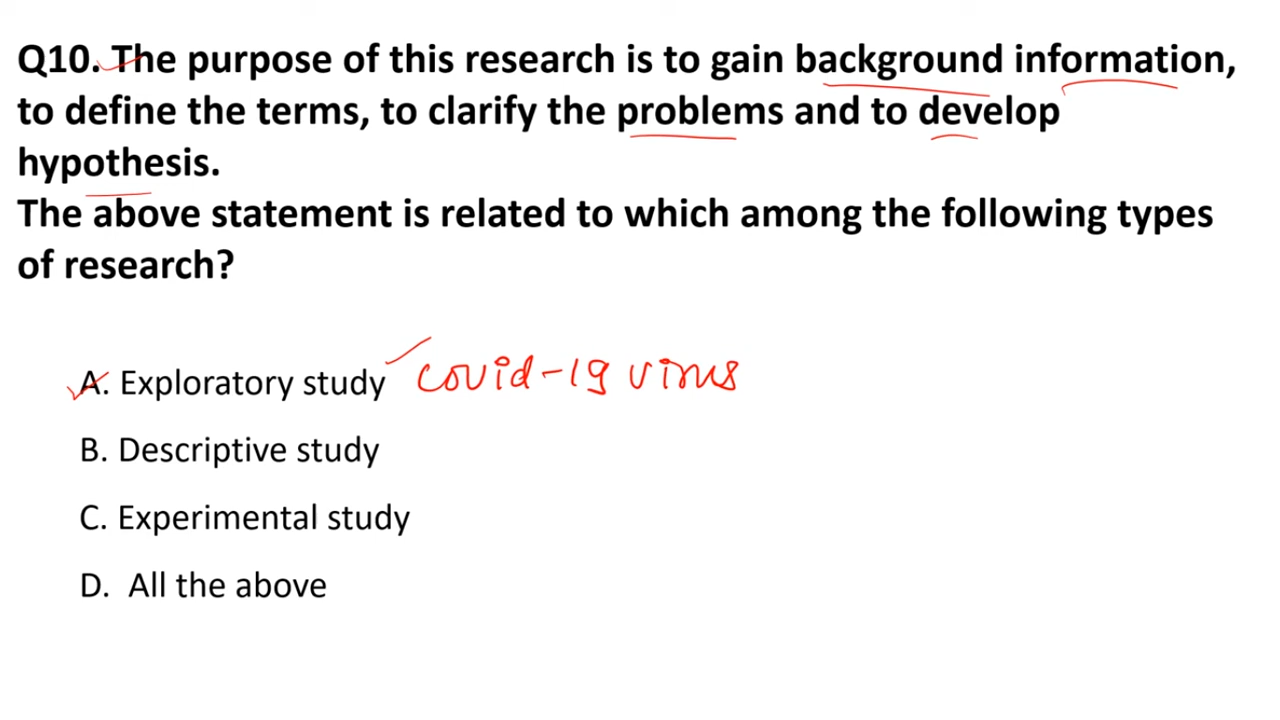 Q10. The purpose of this research is to gain background information,
to define the terms, to clarify the problems and to develop
hypothesis.
The above statement is related to which among the following types
of research?
A. Exploratory study covid-19 virus
B. Descriptive study
C. Experimental study
D. All the above